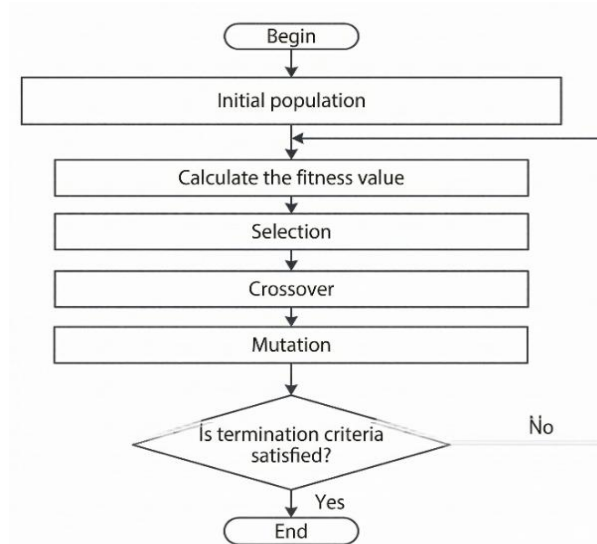 Begin
Initial population
Calculate the fitness value
Selection
Crossover
Mutation
Is termination criteria
satisfied?
No
Yes
End